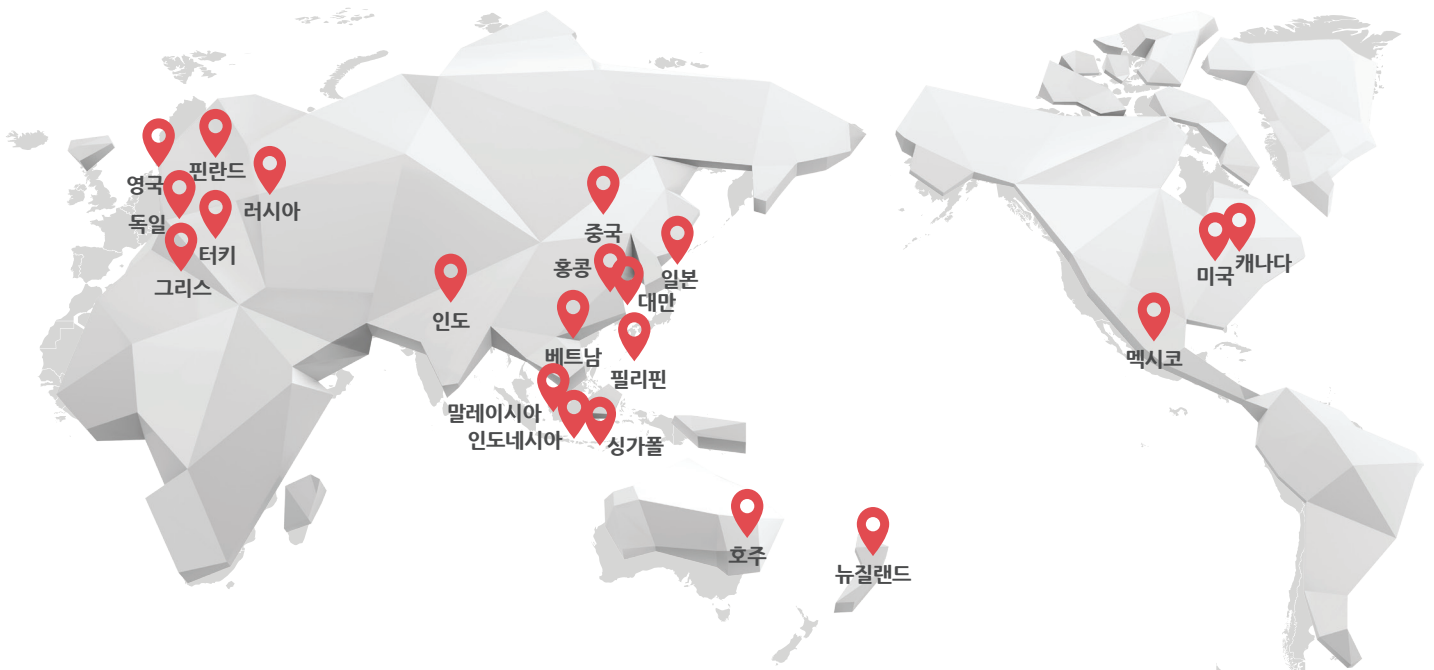 핀란드
영국
러시아
독일
터키
그리스
중국
홍콩
일본
대만
인도
베트남
필리핀
말레이시아
인도네시아
싱가폴
호주
뉴질랜드
캐나다
미국
멕시코